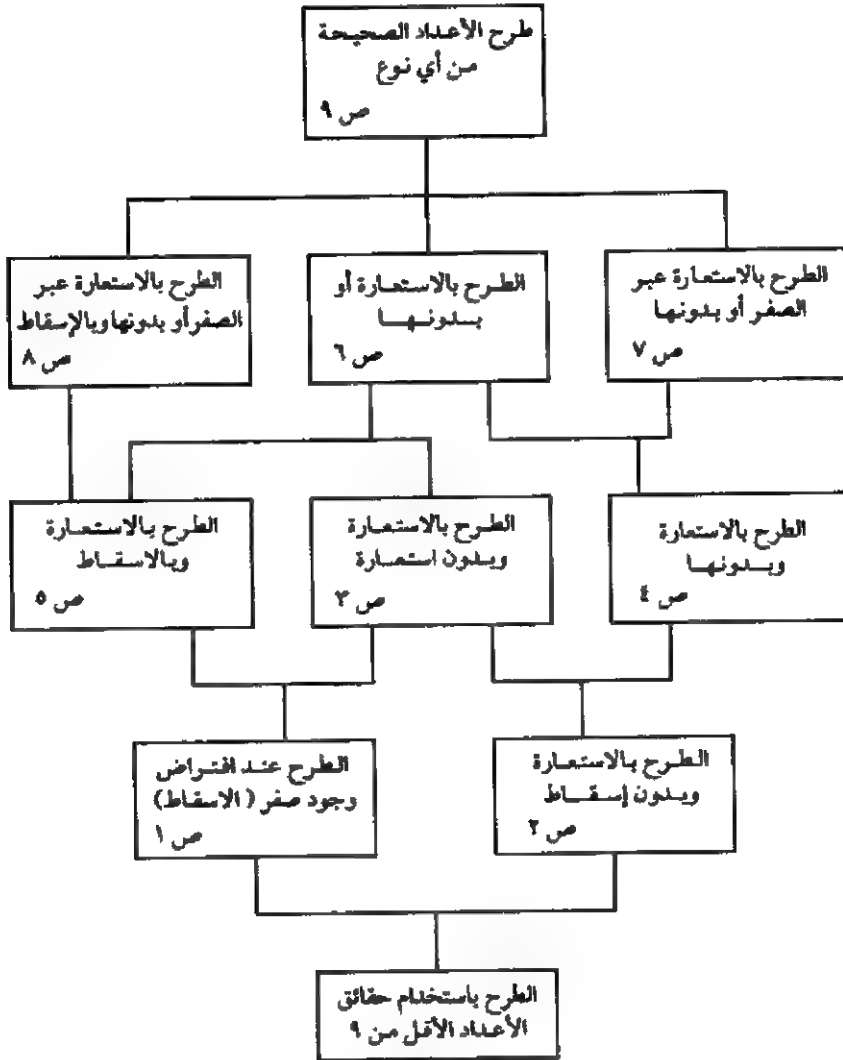 طرح الأعداد الصحيحة
من أي نوع
ص ٩
الطرح بالاستعارة عبر
الصفر أو بدونها
ص ٧
الطرح بالاستعارة أو
بدونها
ص ٦
الطرح بالاستعارة عبر
الصفر أو بدونها وبالإسقاط
ص ٨
الطرح بالاستعارة
وبدونها
ص ٤
الطرح بالاستعارة
وبدون استعارة
ص ٣
الطرح بالاستعارة
وبالاسقاط
ص ٥
الطرح بالاستعارة
وبدون إسقاط
ص ٢
الطرح عند افتراض
وجود صفر (الاسقاط)
ص ١
الطرح باستخدام حقائق
الأعداد الأقل من ٩